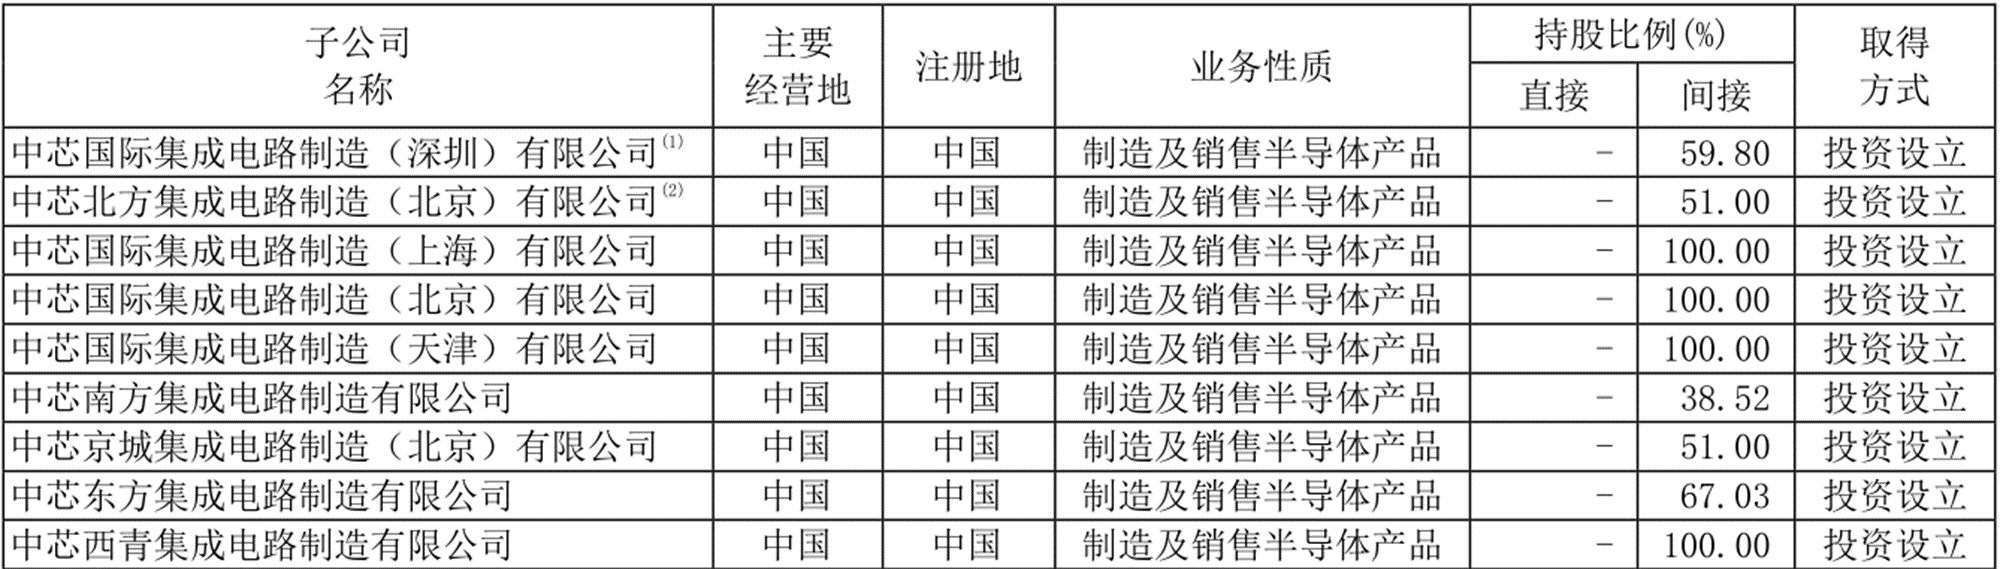 子公司
名称 主要
经营地 注册地 业务性质 持股比例(%) 取得
方式
直接 间接
中芯国际集成电路制造（深圳）有限公司(1) 中国 中国 制造及销售半导体产品 - 59.80 投资设立
中芯北方集成电路制造（北京）有限公司(2) 中国 中国 制造及销售半导体产品 - 51.00 投资设立
中芯国际集成电路制造（上海）有限公司 中国 中国 制造及销售半导体产品 - 100.00 投资设立
中芯国际集成电路制造（北京）有限公司 中国 中国 制造及销售半导体产品 - 100.00 投资设立
中芯国际集成电路制造（天津）有限公司 中国 中国 制造及销售半导体产品 - 100.00 投资设立
中芯南方集成电路制造有限公司 中国 中国 制造及销售半导体产品 - 38.52 投资设立
中芯京城集成电路制造（北京）有限公司 中国 中国 制造及销售半导体产品 - 51.00 投资设立
中芯东方集成电路制造有限公司 中国 中国 制造及销售半导体产品 - 67.03 投资设立
中芯西青集成电路制造有限公司 中国 中国 制造及销售半导体产品 - 100.00 投资设立